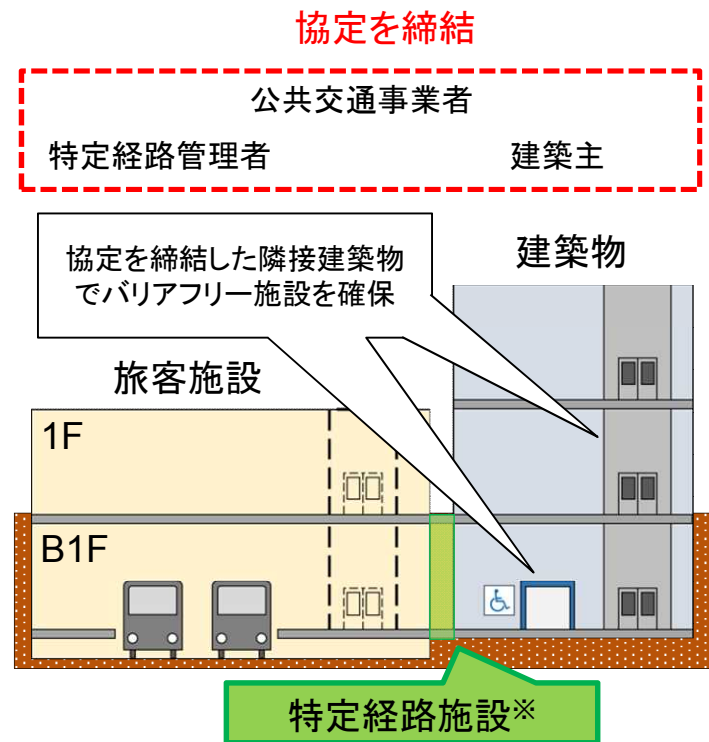 協定を締結
公共交通事業者
特定経路管理者 建築主
協定を締結した隣接建築物
でバリアフリー施設を確保
建築物
旅客施設
1F
B1F
特定経路施設※